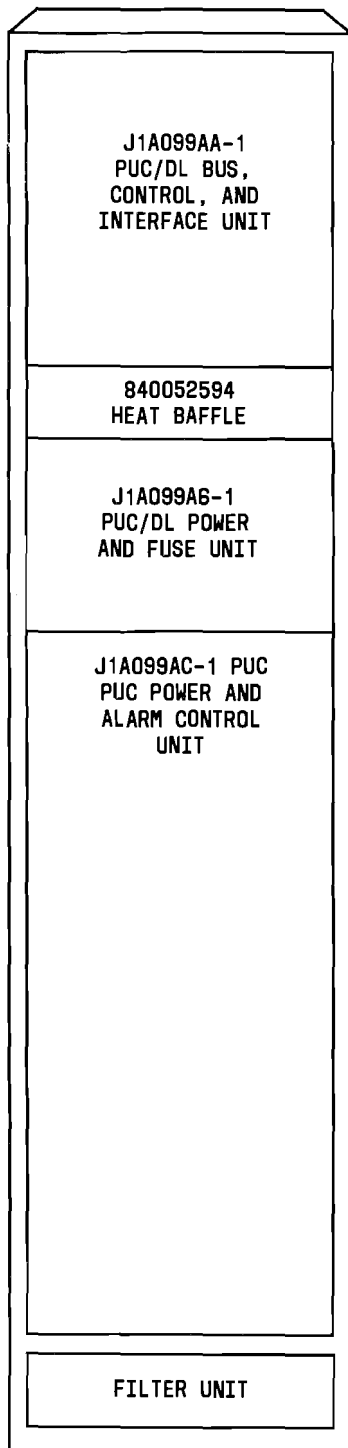 J1A099AA-1
PUC/DL BUS,
CONTROL, AND
INTERFACE UNIT
840052594
HEAT BAFFLE
J1A099A6-1
PUC/DL POWER
AND FUSE UNIT
J1A099AC-1 PUC
PUC POWER AND
ALARM CONTROL
UNIT
FILTER UNIT